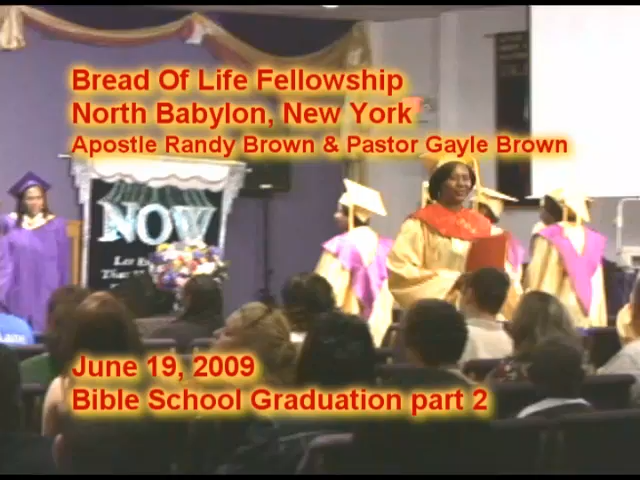 Bread Of Life Fellowship
North Babylon, New York
Apostle Randy Brown & Pastor Gayle Brown
NOW
June 19, 2009
Bible School Graduation part 2